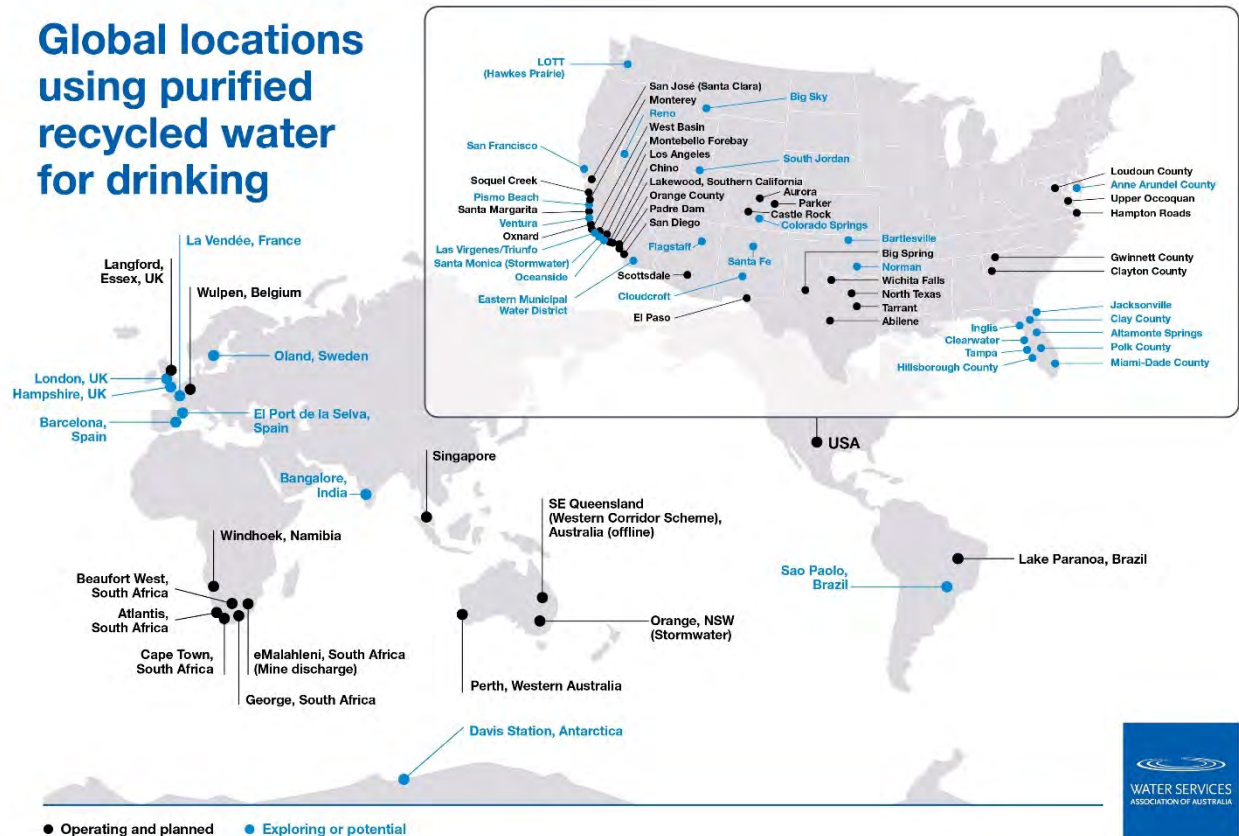 Global locations
using purified
recycled water
for drinking
LOTT
(Hawkes Prairie)
San José (Santa Clara)
Monterey
Reno
Big Sky
West Basin
Montebello Forebay
San Francisco
Los Angeles
Chino
South Jordan
Soquel Creek
Lakewood, Southern California
Pismo Beach
Orange County
Santa Margarita
Padre Dam
Ventura
San Diego
Oxnard
Las Virgenes/Triunfo
Santa Monica (Stormwater)
Oceanside
Eastern Municipal
Water District
Aurora
Parker
Castle Rock
Colorado Springs
Flagstaff
Santa Fe
Scottsdale
Cloudcroft
El Paso
Bartlesville
Big Spring
Norman
Wichita Falls
North Texas
Tarrant
Abilene
Loudoun County
Anne Arundel County
Upper Occoquan
Hampton Roads
Gwinnett County
Clayton County
Jacksonville
Clay County
Inglis
Altamonte Springs
Clearwater
Polk County
Tampa
Hillsborough County
Miami-Dade County
La Vendée, France
Langford,
Essex, UK
Wulpen, Belgium
Oland, Sweden
London, UK
Hampshire, UK
El Port de la Selva,
Spain
Barcelona,
Spain
USA
Singapore
Bangalore,
India
SE Queensland
(Western Corridor Scheme),
Australia (offline)
Windhoek, Namibia
Lake Paranoa, Brazil
Sao Paolo,
Brazil
Beaufort West,
South Africa
Atlantis,
South Africa
Orange, NSW
(Stormwater)
Cape Town,
South Africa
eMalahleni, South Africa
(Mine discharge)
George, South Africa
Perth, Western Australia
Davis Station, Antarctica
WATER SERVICES
ASSOCIATION OF AUSTRALIA
Operating and planned
Exploring or potential